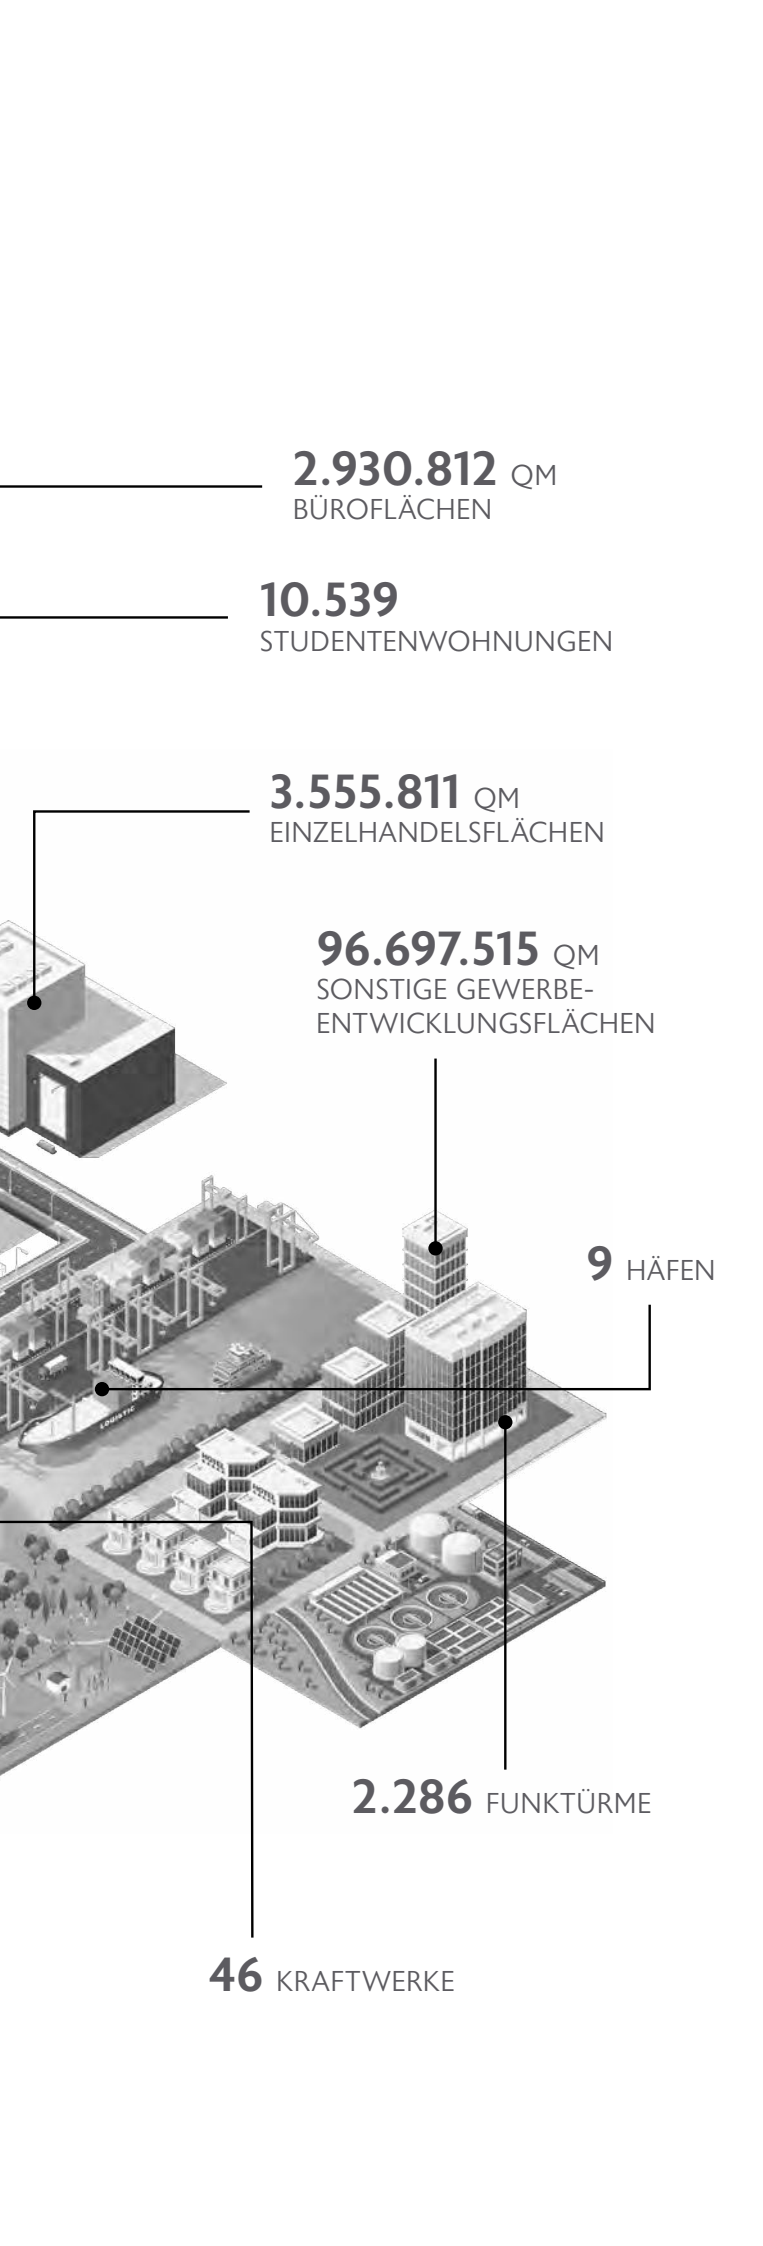 2.930.812 QM
BÜROFLÄCHEN
10.539
STUDENTENWOHNUNGEN
3.555.811 QM
EINZELHANDELSFLÄCHEN
96.697.515 QM
SONSTIGE GEWERBE-
ENTWICKLUNGSFLÄCHEN
9 HÄFEN
LOGISTIC
2.286 FUNKTÜRME
46 KRAFTWERKE